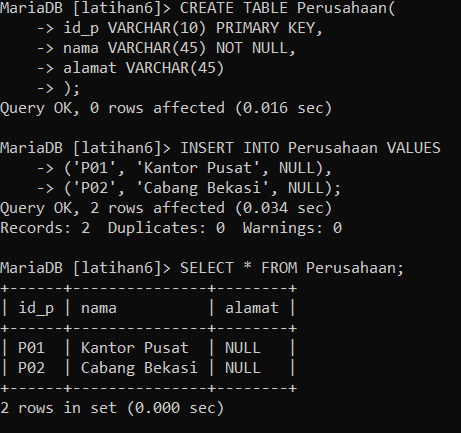 MariaDB [latihan6]> CREATE TABLE Perusahaan(
    -> id_p VARCHAR(10) PRIMARY KEY,
    -> nama VARCHAR(45) NOT NULL,
    -> alamat VARCHAR(45)
    -> );
Query OK, 0 rows affected (0.016 sec)

MariaDB [latihan6]> INSERT INTO Perusahaan VALUES
    -> ('P01', 'Kantor Pusat', NULL),
    -> ('P02', 'Cabang Bekasi', NULL);
Query OK, 2 rows affected (0.034 sec)
Records: 2  Duplicates: 0  Warnings: 0

MariaDB [latihan6]> SELECT * FROM Perusahaan;
+------+---------------+--------+
| id_p | nama          | alamat |
+------+---------------+--------+
| P01  | Kantor Pusat  | NULL   |
| P02  | Cabang Bekasi | NULL   |
+------+---------------+--------+
2 rows in set (0.000 sec)